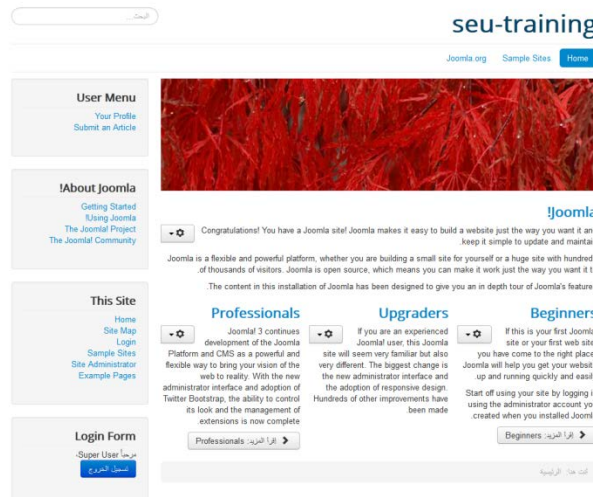 البحث...
seu-training
Home
Sample Sites
Joomla.org
User Menu
Your Profile
Submit an Article
!About Joomla
Getting Started
!Using Joomla
The Joomla! Project
The Joomla! Community
This Site
Home
Site Map
Login
Sample Sites
Site Administrator
Example Pages
Login Form
مرحباً Super User،
تسجيل الخروج
!Joomla
Congratulations! You have a Joomla site! Joomla makes it easy to build a website just the way you want it an
.keep it simple to update and maintai
Joomla is a flexible and powerful platform, whether you are building a small site for yourself or a huge site with hundred
.of thousands of visitors. Joomla is open source, which means you can make it work just the way you want it t
.The content in this installation of Joomla has been designed to give you an in depth tour of Joomla's feature
Beginners
If this is your first Joomla
site or your first web site
you have come to the right place
Joomla will help you get your website
.up and running quickly and easil
Start off using your site by logging i
using the administrator account yo
.created when you installed Jooml
إقرأ المزيد: Beginners
Upgraders
If you are an experienced
Joomla! user, this Joomla
site will seem very familiar but also
very different. The biggest change is
the new administrator interface and
the adoption of responsive design.
Hundreds of other improvements have
.been made
Professionals
Joomla! 3 continues
development of the Joomla
Platform and CMS as a powerful and
flexible way to bring your vision of the
web to reality. With the new
administrator interface and adoption of
Twitter Bootstrap, the ability to control
its look and the management of
.extensions is now complete
إقرأ المزيد: Professionals
أنت هنا: الرئيسية